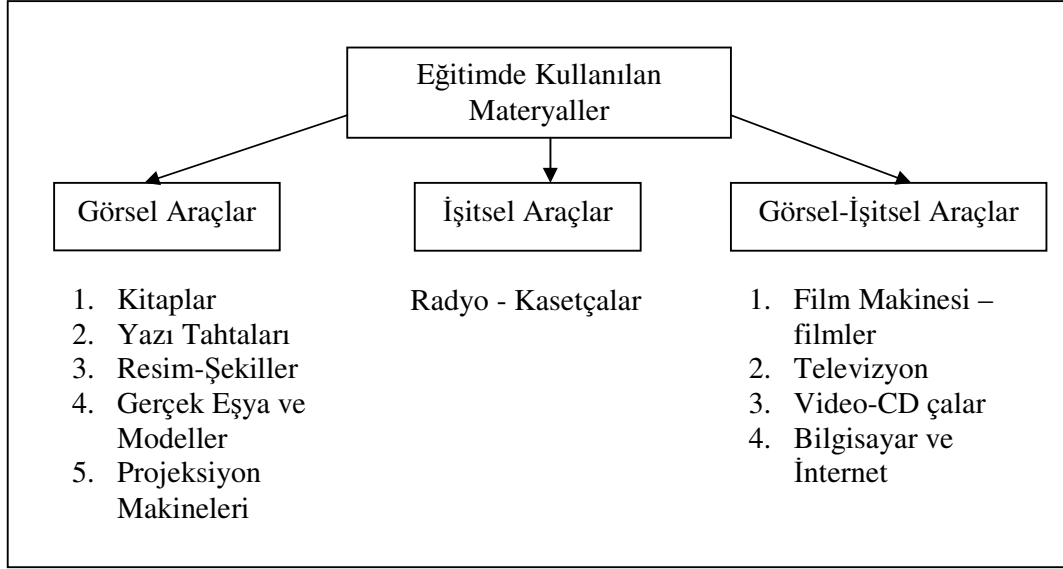 Eğitimde Kullanılan
Materyaller
Görsel Araçlar
İşitsel Araçlar
Görsel-İşitsel Araçlar
1. Kitaplar
2. Yazı Tahtaları
3. Resim-Şekiller
4. Gerçek Eşya ve
Modeller
5. Projeksiyon
Makineleri
Radyo - Kasetçalar
1. Film Makinesi –
filmler
2. Televizyon
3. Video-CD çalar
4. Bilgisayar ve
İnternet